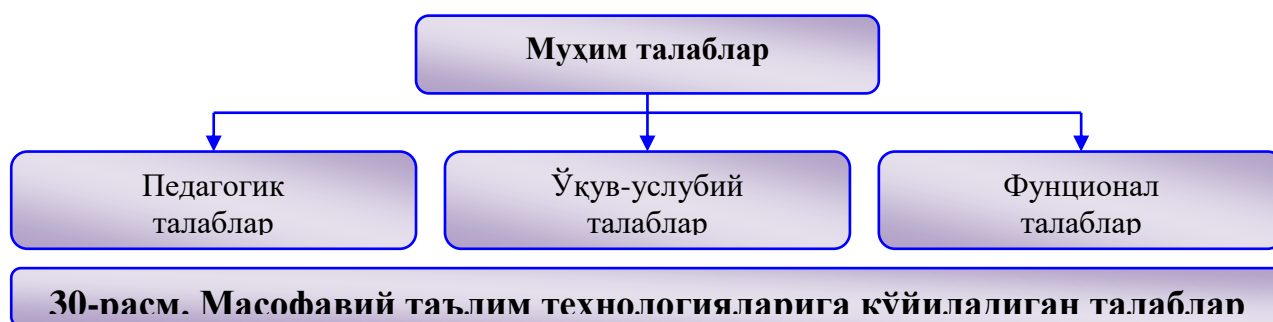 Муҳим талаблар
Педагогик
талаблар
Ўқув-услубий
талаблар
Фунционал
талаблар
30-расм. Масофавий таълим технологияларига қўйиладиган талаблар